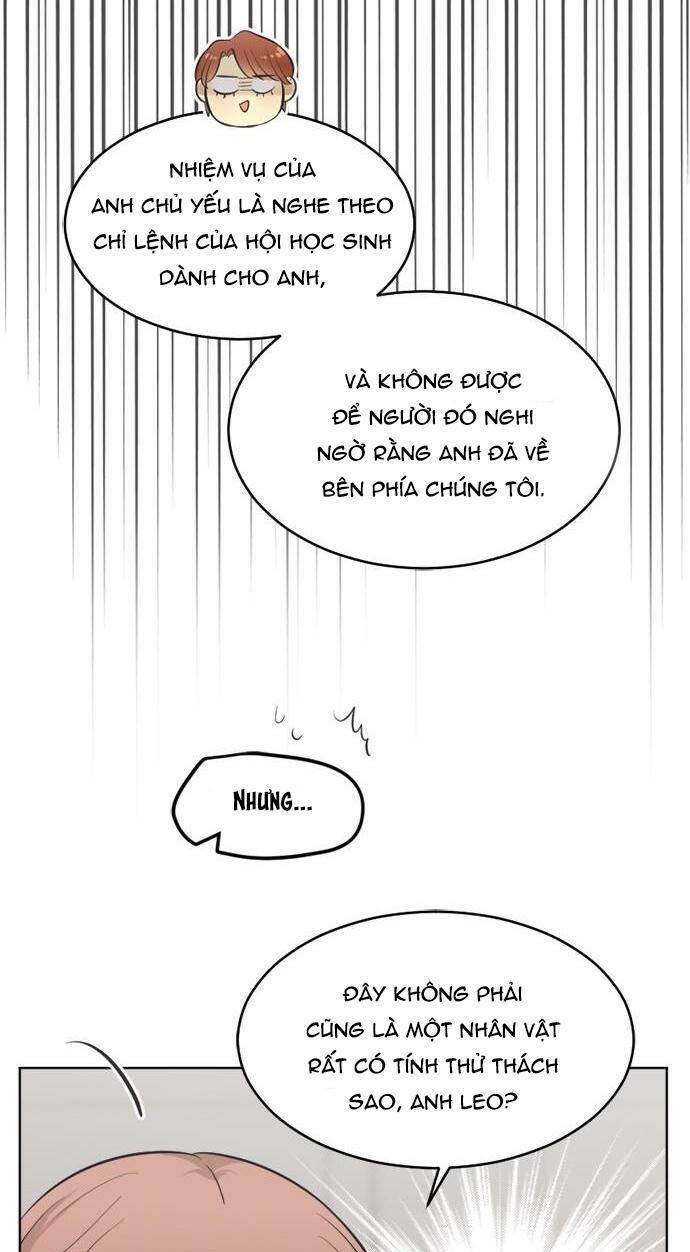 NHIỆM VỤ CỦA
ANH CHỦ YẾU LÀ NGHE THEO
CHỈ LỆNH CỦA HỘI HỌC SINH
DÀNH CHO ANH,
VÀ KHÔNG ĐƯỢC
ĐỂ NGƯỜI ĐÓ NGHI
NGỜ RẰNG ANH ĐÃ VỀ
BÊN PHÍA CHÚNG TÔI.
NHƯNG...
ĐÂY KHÔNG PHẢI
CŨNG LÀ MỘT NHÂN VẬT
RẤT CÓ TÍNH THỬ THÁCH
SAO, ANH LEO?